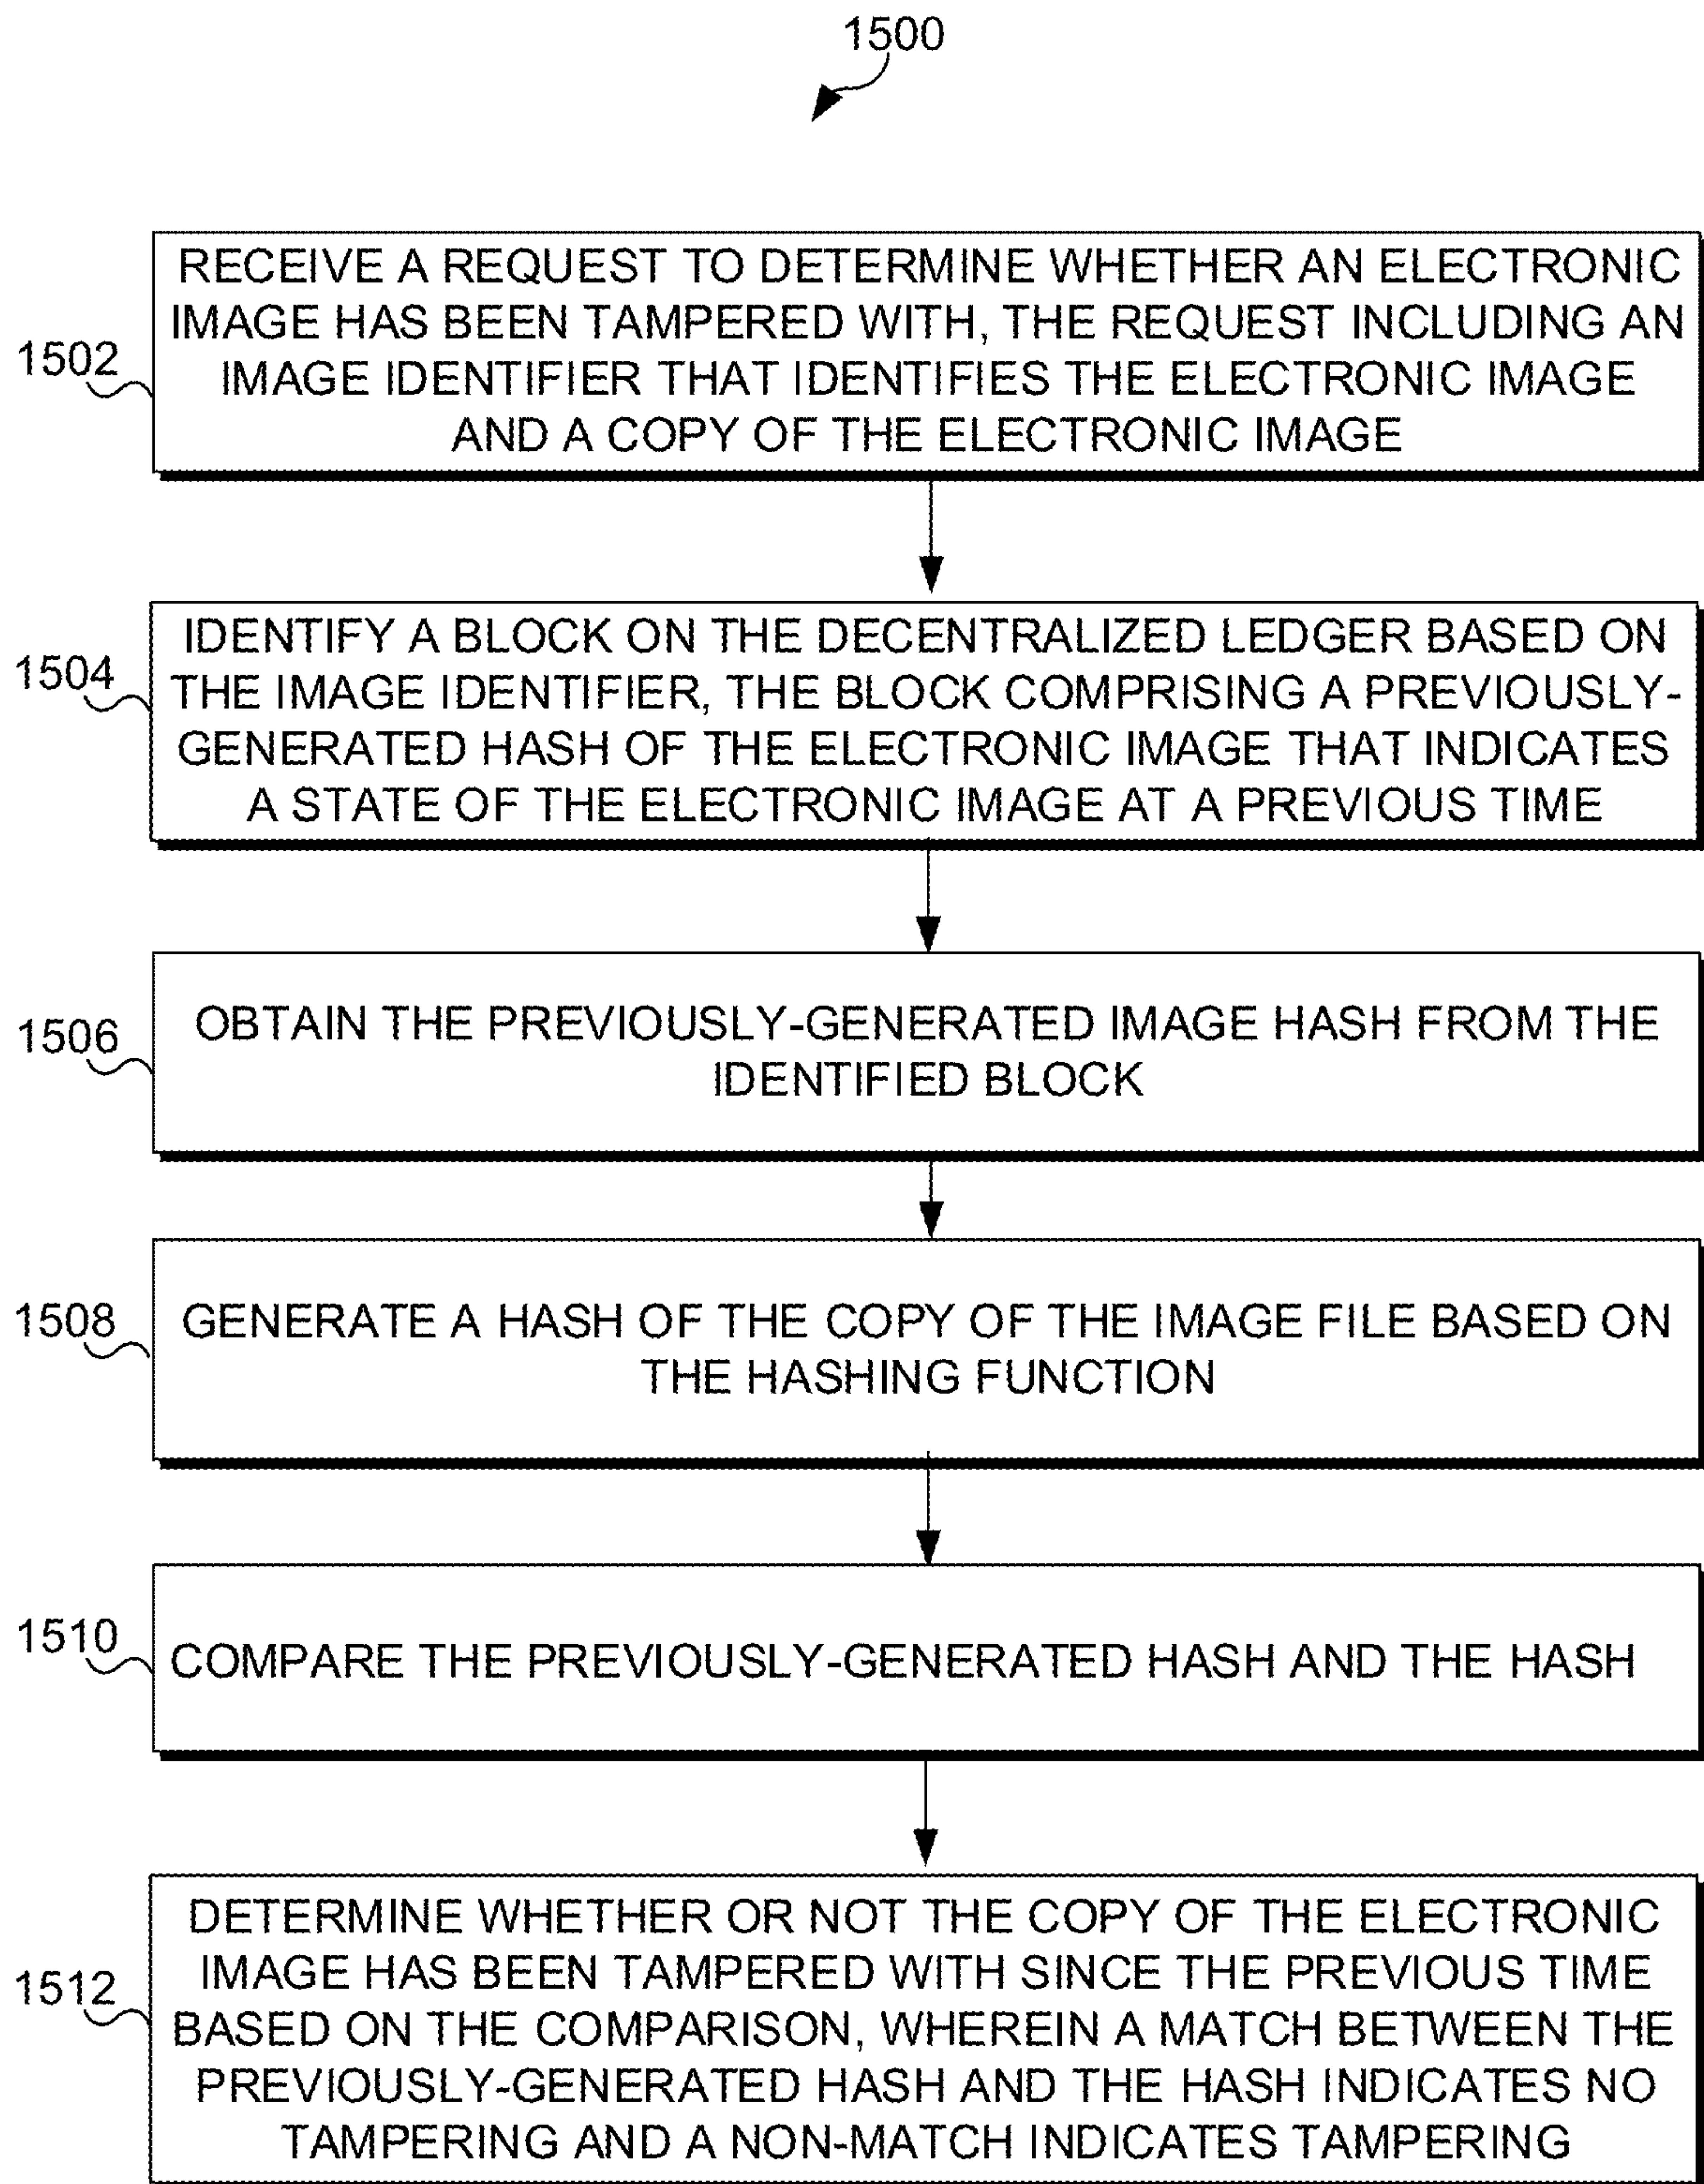 1500
RECEIVE A REQUEST TO DETERMINE WHETHER AN ELECTRONIC
IMAGE HAS BEEN TAMPERED WITH, THE REQUEST INCLUDING AN
IMAGE IDENTIFIER THAT IDENTIFIES THE ELECTRONIC IMAGE
AND A COPY OF THE ELECTRONIC IMAGE
1502
IDENTIFY A BLOCK ON THE DECENTRALIZED LEDGER BASED ON
THE IMAGE IDENTIFIER, THE BLOCK COMPRISING A PREVIOUSLY-
GENERATED HASH OF THE ELECTRONIC IMAGE THAT INDICATES
A STATE OF THE ELECTRONIC IMAGE AT A PREVIOUS TIME
1504
OBTAIN THE PREVIOUSLY-GENERATED IMAGE HASH FROM THE
IDENTIFIED BLOCK
1506
GENERATE A HASH OF THE COPY OF THE IMAGE FILE BASED ON
THE HASHING FUNCTION
1508
COMPARE THE PREVIOUSLY-GENERATED HASH AND THE HASH
1510
DETERMINE WHETHER OR NOT THE COPY OF THE ELECTRONIC
IMAGE HAS BEEN TAMPERED WITH SINCE THE PREVIOUS TIME
BASED ON THE COMPARISON, WHEREIN A MATCH BETWEEN THE
PREVIOUSLY-GENERATED HASH AND THE HASH INDICATES NO
TAMPERING AND A NON-MATCH INDICATES TAMPERING
1512